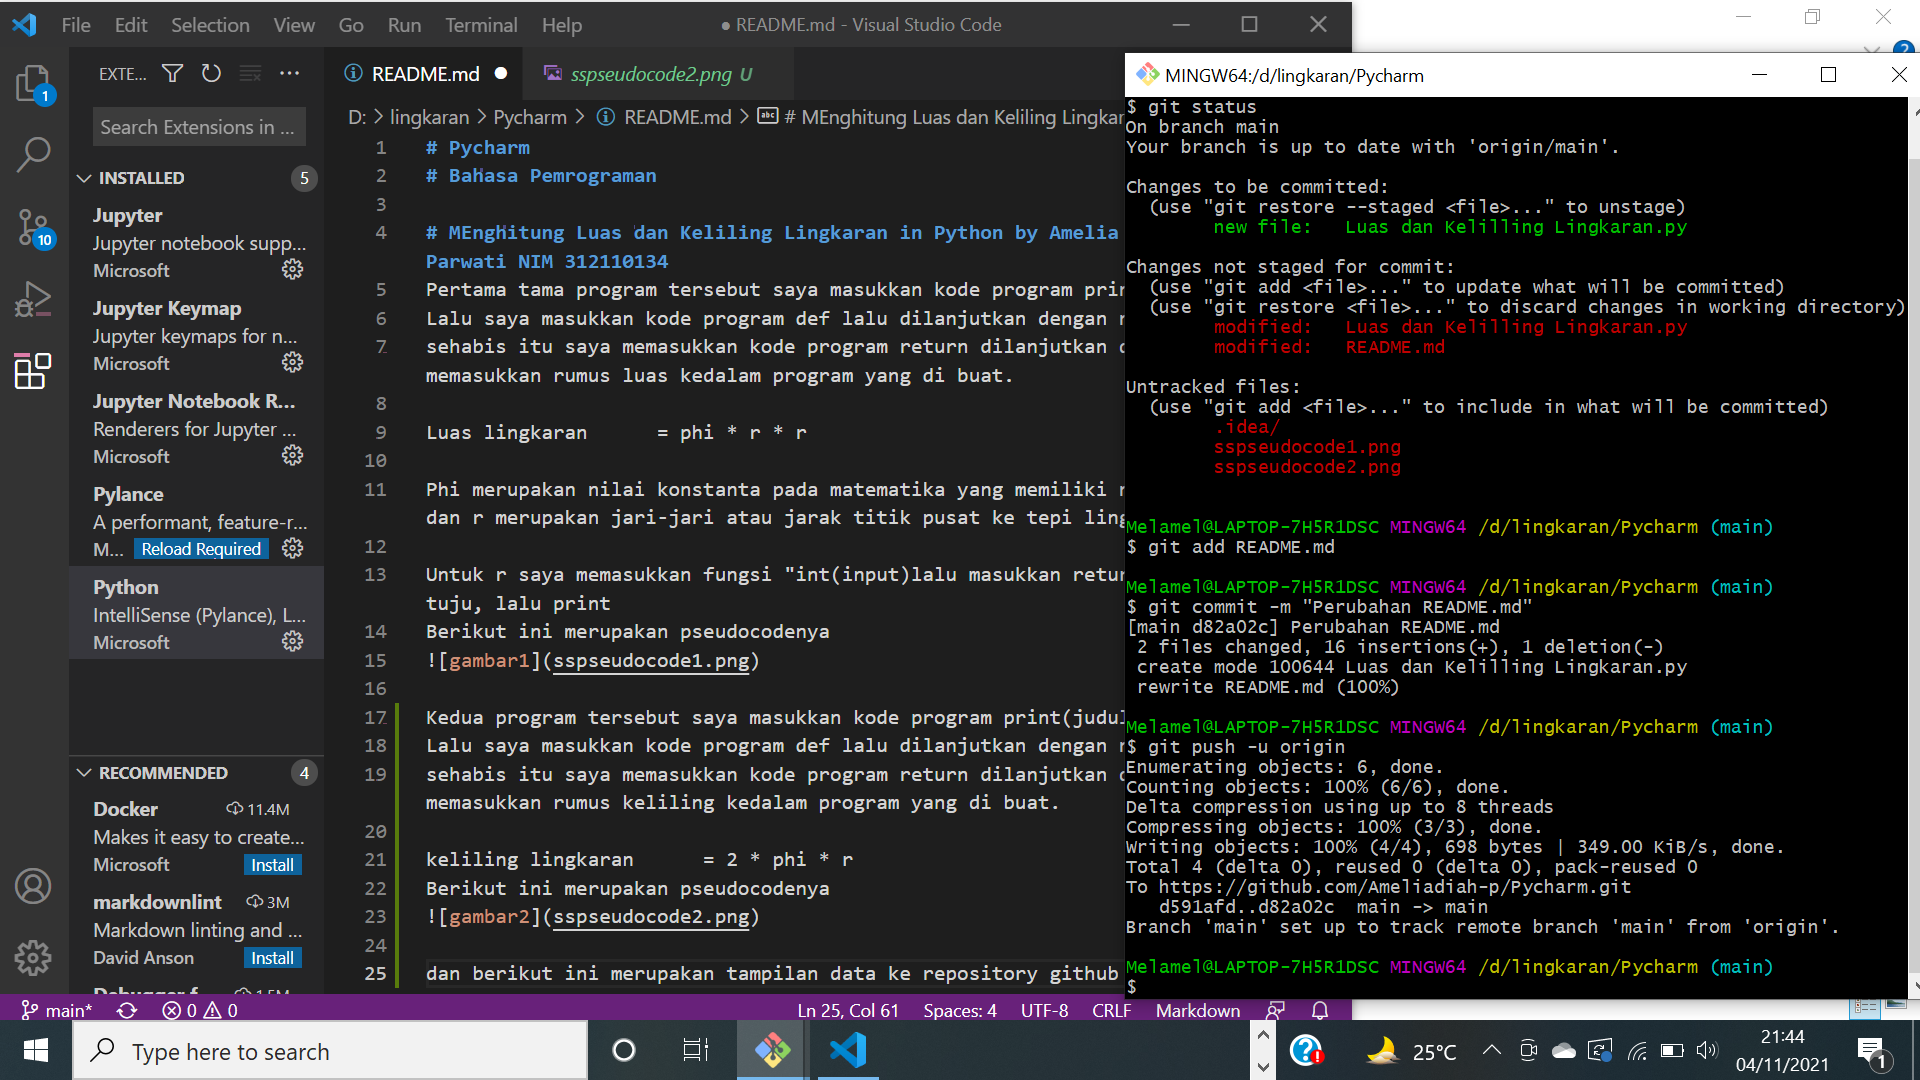 File Edit Selection View Go Run Terminal Help
● README.md - Visual Studio Code
EXTE...
README.md
sspseudocode2.png U
D: > lingkaran > Pycharm > README.md > # MEnghitung Luas dan Keliling Lingkar
Search Extensions in ...
INSTALLED 5
Jupyter
Jupyter notebook supp...
Microsoft
Jupyter Keymap
Jupyter keymaps for n...
Microsoft
Jupyter Notebook R...
Renderers for Jupyter ...
Microsoft
Pylance
A performant, feature-r...
M... Reload Required
Python
IntelliSense (Pylance), L...
Microsoft
RECOMMENDED 4
Docker 11.4M
Makes it easy to create...
Microsoft Install
markdownlint 3M
Markdown linting and ...
David Anson Install
1
10
1 # Pycharm
2 # Bahasa Pemrograman
3
4 # MEnghitung Luas dan Keliling Lingkaran in Python by Amelia
Parwati NIM 312110134
5 Pertama tama program tersebut saya masukkan kode program prin
6 Lalu saya masukkan kode program def lalu dilanjutkan dengan
7 sehabis itu saya memasukkan kode program return dilanjutkan
memasukkan rumus luas kedalam program yang di buat.
8
9 Luas lingkaran = phi * r * r
10
11 Phi merupakan nilai konstanta pada matematika yang memiliki
dan r merupakan jari-jari atau jarak titik pusat ke tepi ling
12
13 Untuk r saya memasukkan fungsi "int(input)lalu masukkan retur
tuju, lalu print
14 Berikut ini merupakan pseudocodenya
15 ![gambar1](sspseudocode1.png)
16
17 Kedua program tersebut saya masukkan kode program print(judul
18 Lalu saya masukkan kode program def lalu dilanjutkan dengan
19 sehabis itu saya memasukkan kode program return dilanjutkan
memasukkan rumus keliling kedalam program yang di buat.
20
21 keliling lingkaran = 2 * phi * r
22 Berikut ini merupakan pseudocodenya
23 ![gambar2](sspseudocode2.png)
24
25 dan berikut ini merupakan tampilan data ke repository github
main* 0 0 Ln 25, Col 61 Spaces: 4 UTF-8 CRLF Markdown
2
MINGW64:/d/lingkaran/Pycharm
$ git status
On branch main
Your branch is up to date with 'origin/main'.
Changes to be committed:
(use "git restore --staged <file>..." to unstage)
new file: Luas dan Kelilling Lingkaran.py
Changes not staged for commit:
(use "git add <file>..." to update what will be committed)
(use "git restore <file>..." to discard changes in working directory)
modified: Luas dan Kelilling Lingkaran.py
modified: README.md
Untracked files:
(use "git add <file>..." to include in what will be committed)
.idea/
sspseudocode1.png
sspseudocode2.png
Melamel@LAPTOP-7H5R1DSC MINGW64 /d/lingkaran/Pycharm (main)
$ git add README.md
Melamel@LAPTOP-7H5R1DSC MINGW64 /d/lingkaran/Pycharm (main)
$ git commit -m "Perubahan README.md"
[main d82a02c] Perubahan README.md
2 files changed, 16 insertions(+), 1 deletion(-)
create mode 100644 Luas dan Kelilling Lingkaran.py
rewrite README.md (100%)
Melamel@LAPTOP-7H5R1DSC MINGW64 /d/lingkaran/Pycharm (main)
$ git push -u origin
Enumerating objects: 6, done.
Counting objects: 100% (6/6), done.
Delta compression using up to 8 threads
Compressing objects: 100% (3/3), done.
Writing objects: 100% (4/4), 698 bytes | 349.00 KiB/s, done.
Total 4 (delta 0), reused 0 (delta 0), pack-reused 0
To https://github.com/Ameliadiah-p/Pycharm.git
d591afd..d82a02c main -> main
Branch 'main' set up to track remote branch 'main' from 'origin'.
Melamel@LAPTOP-7H5R1DSC MINGW64 /d/lingkaran/Pycharm (main)
$
Type here to search
25°C
21:44
04/11/2021
1